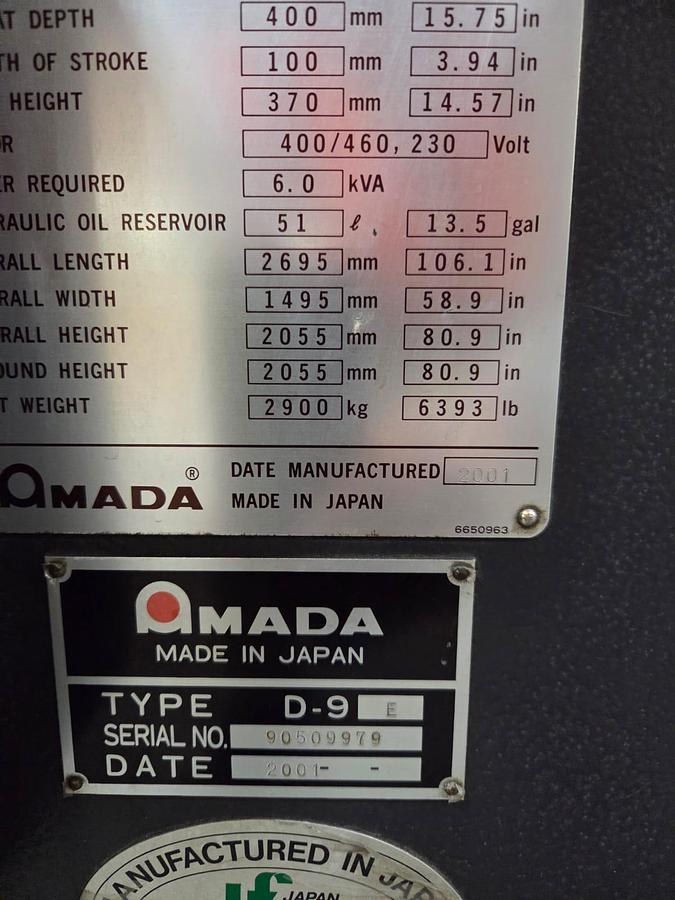 AT DEPTH 400 mm 15.75 in
TH OF STROKE 100 mm 3.94 in
HEIGHT 370 mm 14.57 in
R 400/460, 230 Volt
R REQUIRED 6.0 kVA
RAULIC OIL RESERVOIR 51 ℓ. 13.5 gal
RALL LENGTH 2695 mm 106.1 in
RALL WIDTH 1495 mm 58.9 in
RALL HEIGHT 2055 mm 80.9 in
OUND HEIGHT 2055 mm 80.9 in
T WEIGHT 2900 kg 6393 lb
AMADA ® DATE MANUFACTURED 2001
MADE IN JAPAN
6650963
AMADA
MADE IN JAPAN
TYPE D-9 E
SERIAL NO. 90509979
DATE 2001- -
MANUFACTURED IN JAP
JAPAN